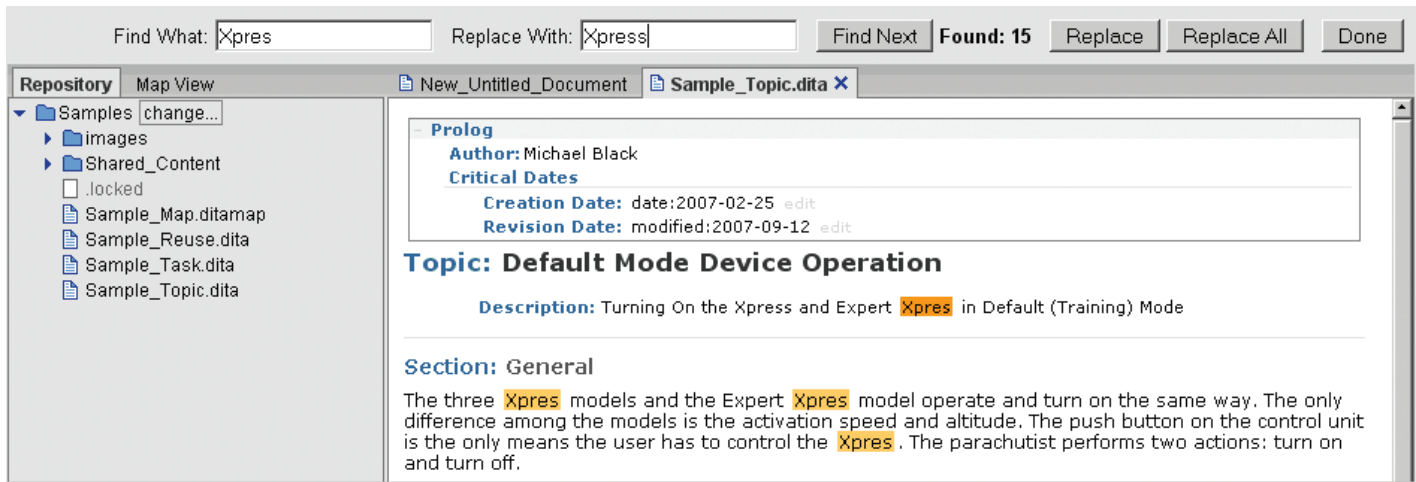 Find What: Xpres Replace With: Xpress Find Next Found: 15 Replace Replace All Done
Repository Map View
Samples change...
images
Shared_Content
.locked
Sample_Map.ditamap
Sample_Reuse.dita
Sample_Task.dita
Sample_Topic.dita
New_Untitled_Document Sample_Topic.dita
Prolog
Author: Michael Black
Critical Dates
Creation Date: date:2007-02-25 edit
Revision Date: modified:2007-09-12 edit
Topic: Default Mode Device Operation
Description: Turning On the Xpress and Expert Xpres in Default (Training) Mode
Section: General
The three Xpres models and the Expert Xpres model operate and turn on the same way. The only
difference among the models is the activation speed and altitude. The push button on the control unit
is the only means the user has to control the Xpres. The parachutist performs two actions: turn on
and turn off.